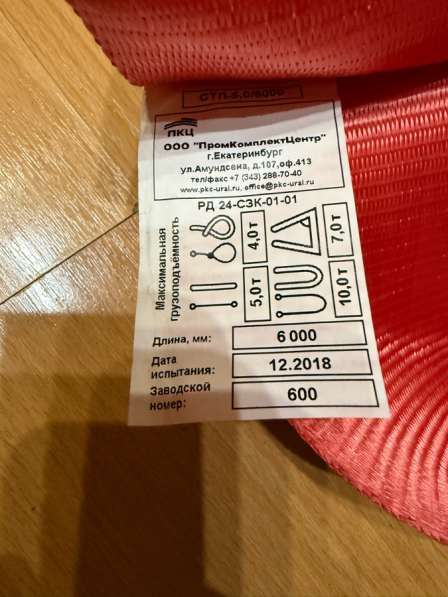 СТП-5,0/6000
ПКЦ
ООО "ПромКомплектЦентр"
г.Екатеринбург
ул.Амундсена, д.107,оф.413
тел/факс +7 (343) 288-70-40
www.pkc-ural.ru, office@pkc-ural.ru
РД 24-СЗК-01-01
Максимальная грузоподъёмность
4,0т
7,0т
5,0т
10,0т
Длина, мм: 6 000
Дата испытания: 12.2018
Заводской номер: 600